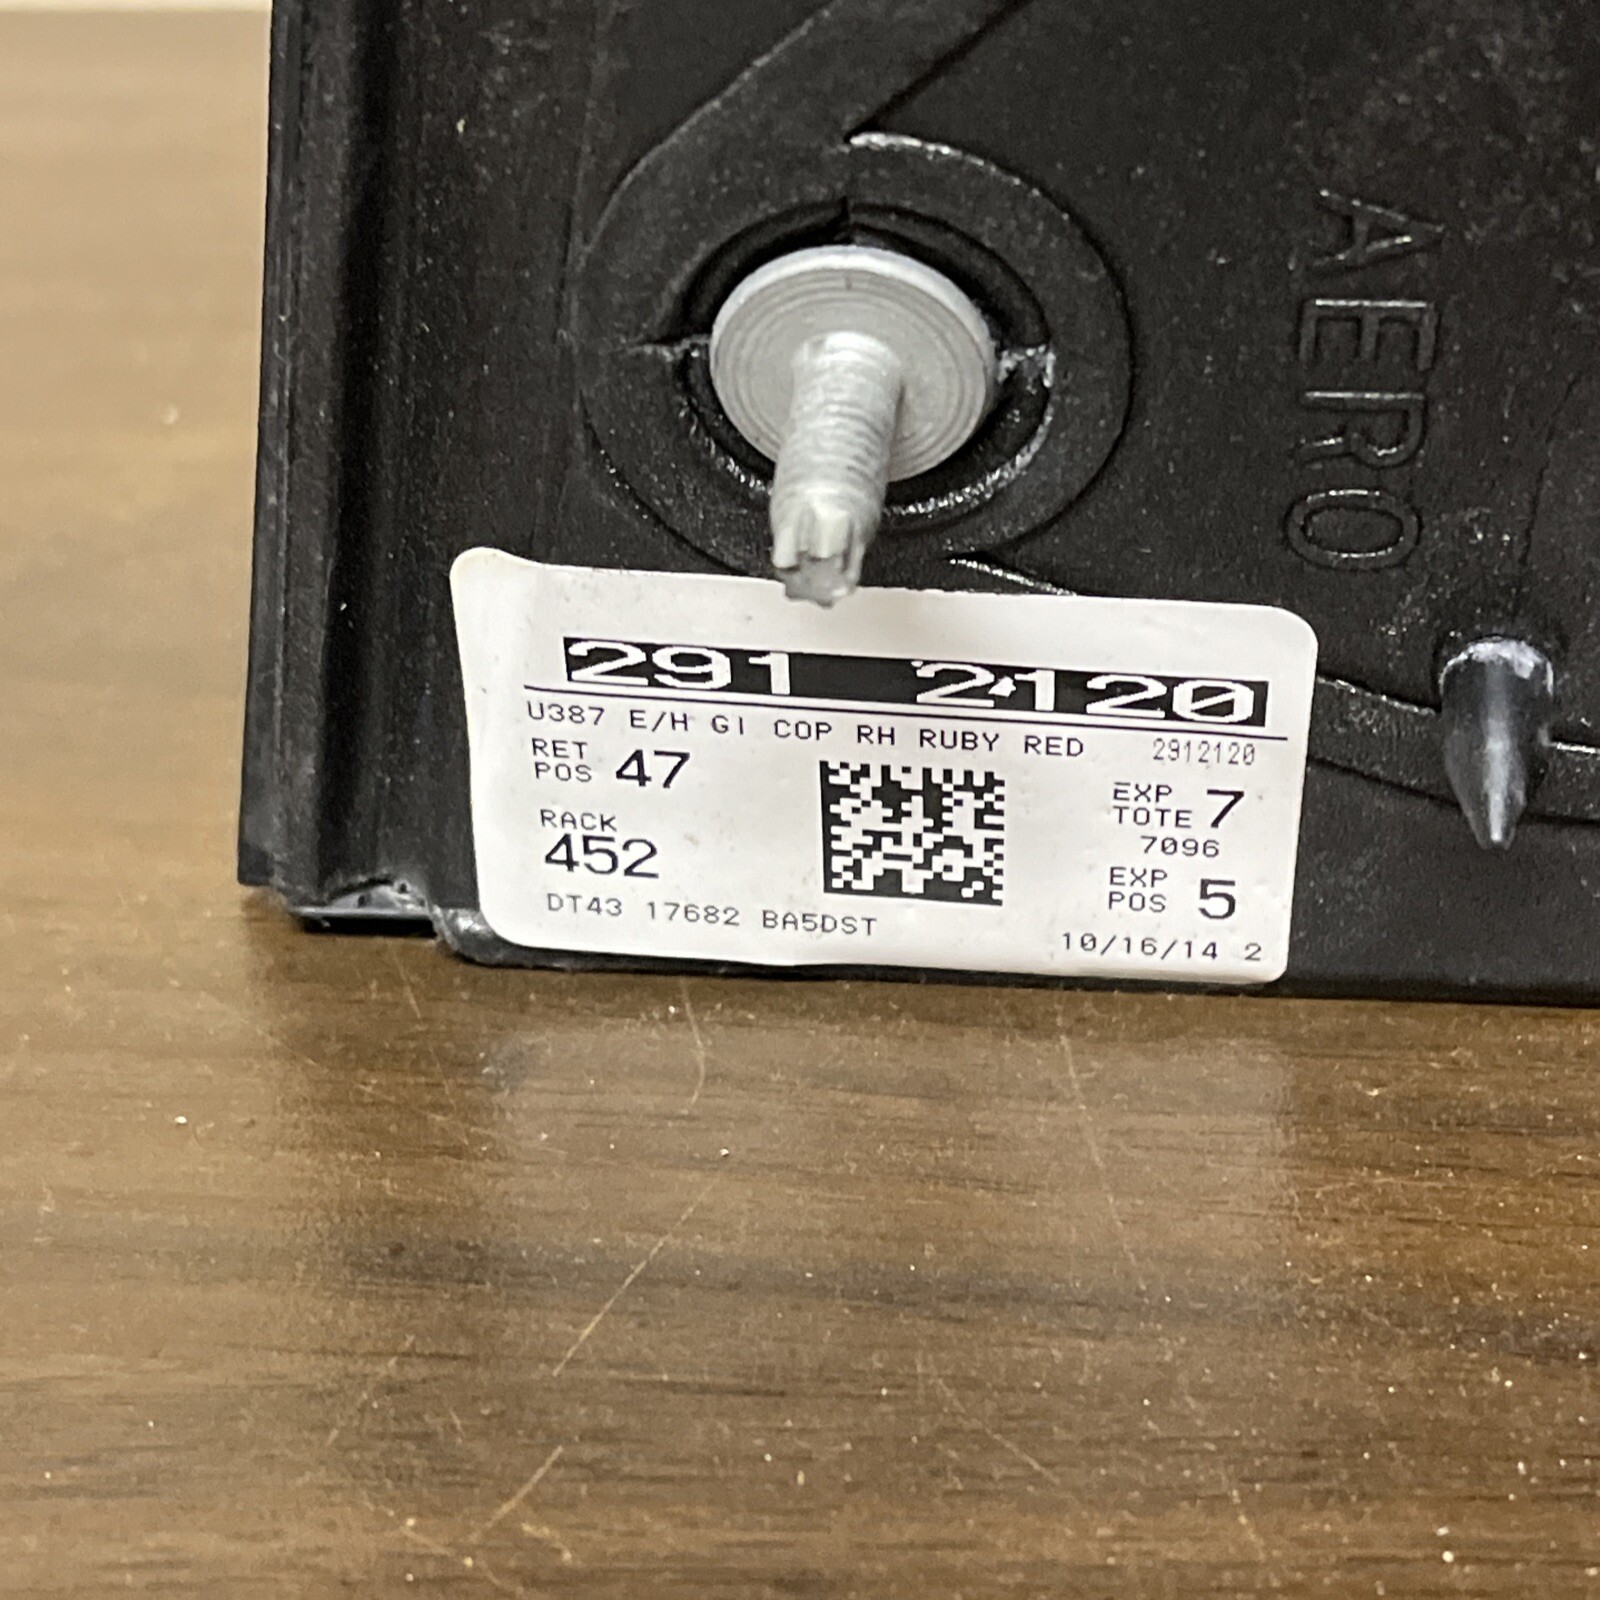 AERO
291 2120
U387 E/H GI COP RH RUBY RED 2912120
RET POS 47
EXP TOTE 7
7096
RACK 452
EXP POS 5
DT43 17682 BA5DST
10/16/14 2